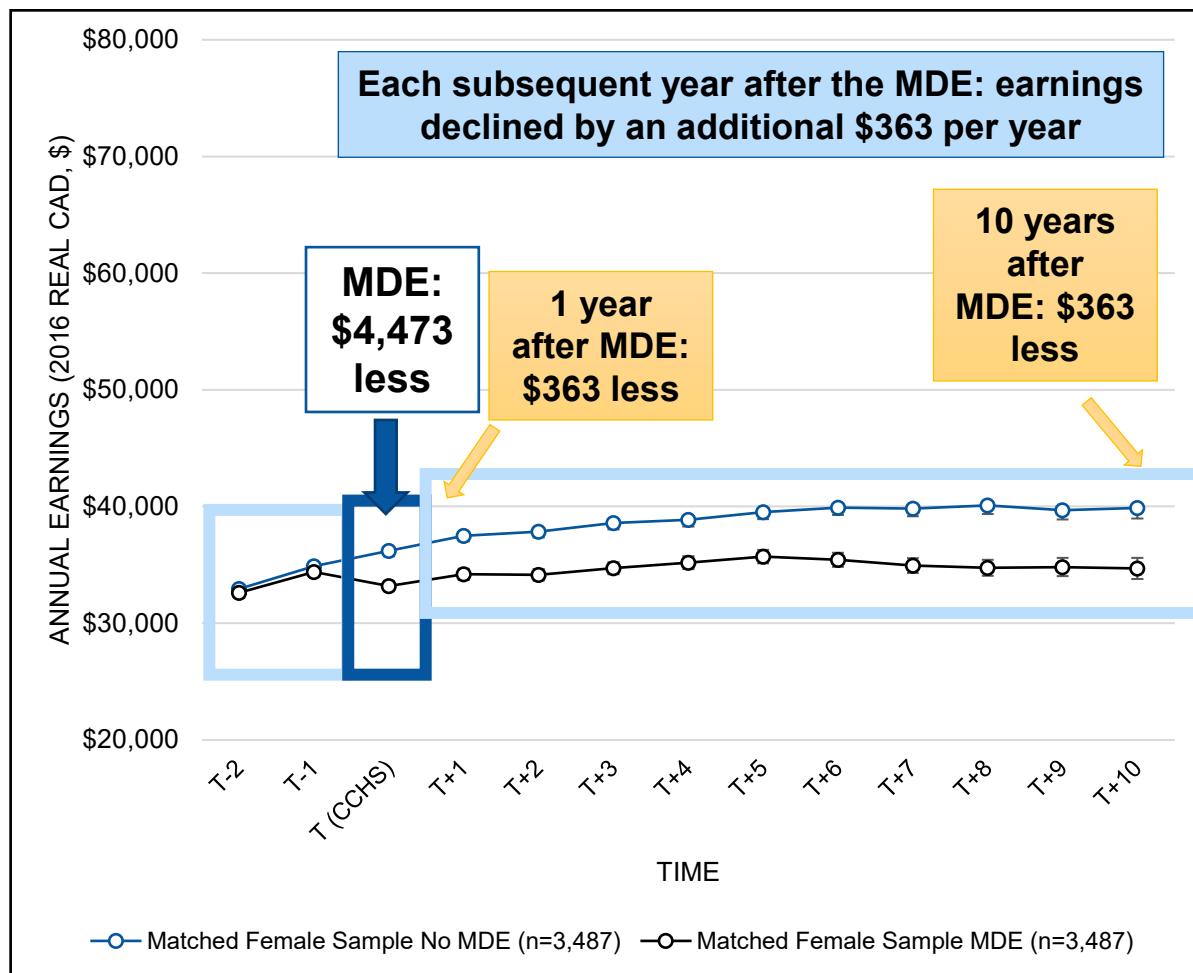 $80,000
$70,000
$60,000
$50,000
$40,000
$30,000
$20,000
ANNUAL EARNINGS (2016 REAL CAD, $)
Each subsequent year after the MDE: earnings
declined by an additional $363 per year
MDE:
$4,473
less
1 year
after MDE:
$363 less
10 years
after
MDE: $363
less
T-2
T-1
T (CCHS)
T+1
T+2
T+3
T+4
T+5
T+6
T+7
T+8
T+9
T+10
TIME
Matched Female Sample No MDE (n=3,487)
Matched Female Sample MDE (n=3,487)